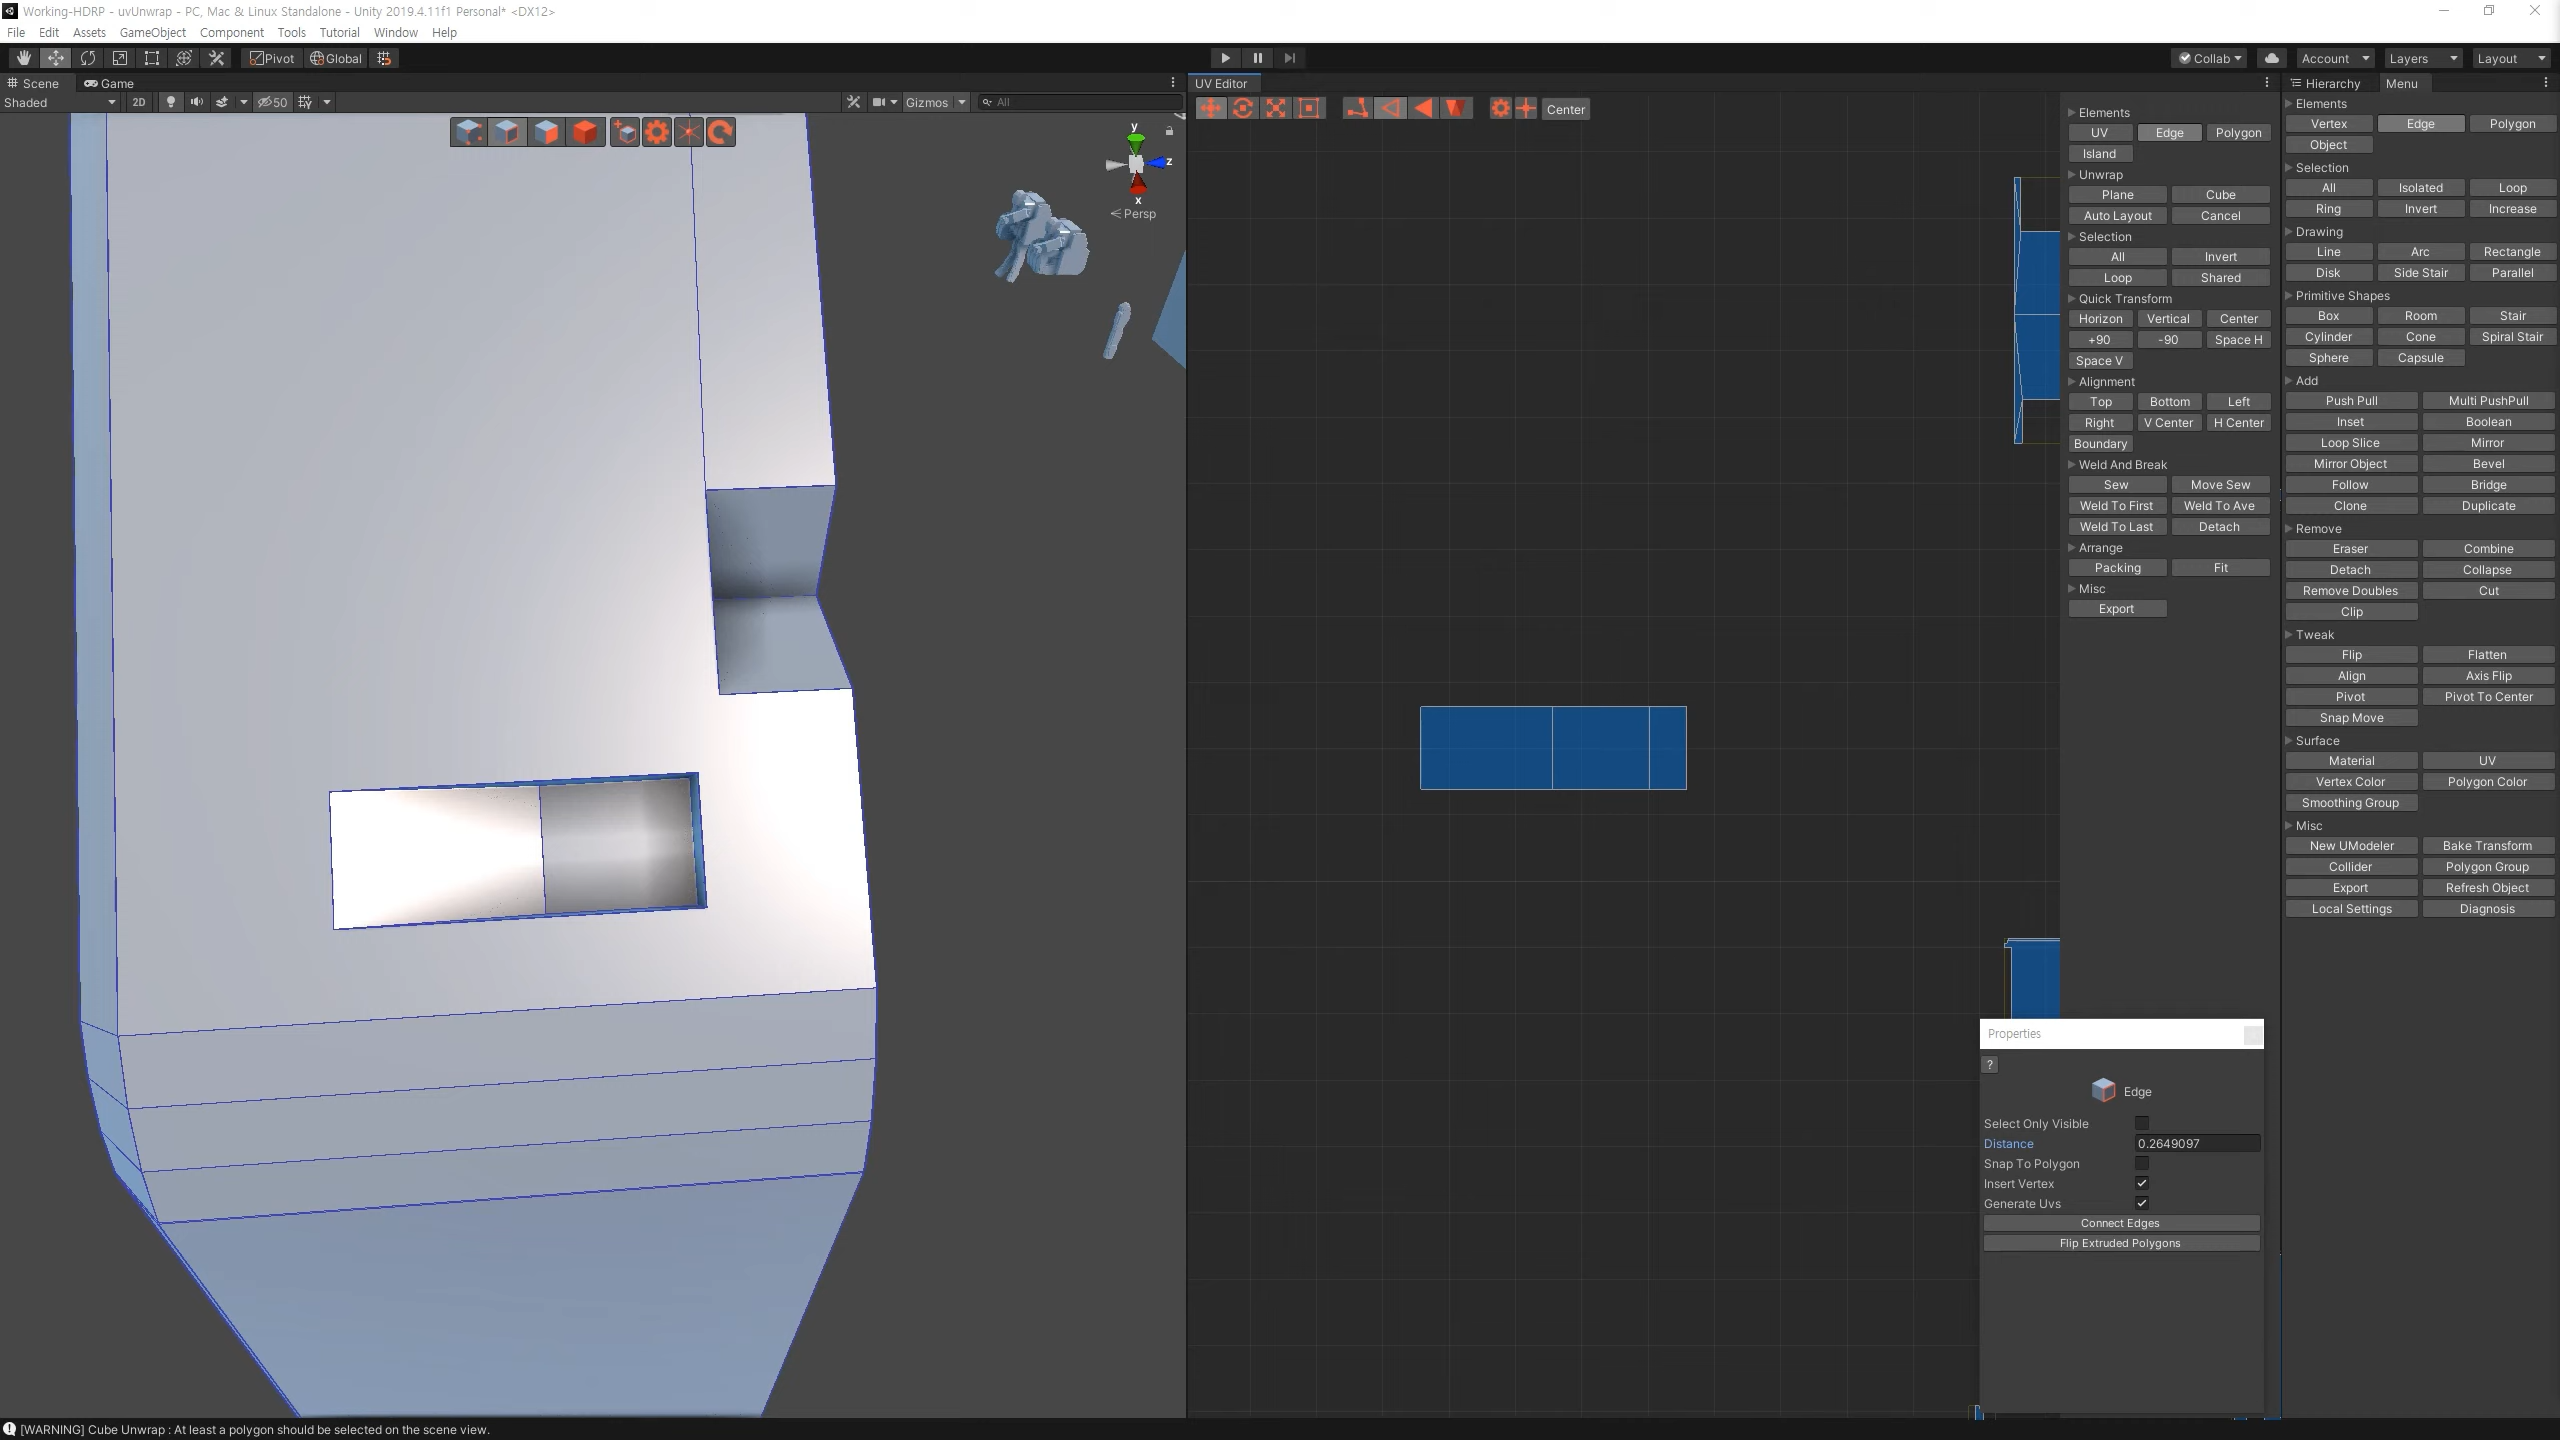 Working-HDRP - uvUnwrap - PC, Mac & Linux Standalone - Unity 2019.4.11f1 Personal* <DX12>
File Edit Assets GameObject Component Tools Tutorial Window Help
Pivot Global Collab Account Layers Layout
Scene Game
Shaded 2D 50 Gizmos All
y
z
x
Persp
UV Editor
Center
Elements
UV Edge Polygon
Island
Unwrap
Plane Cube
Auto Layout Cancel
Selection
All Invert
Loop Shared
Quick Transform
Horizon Vertical Center
+90 -90 Space H
Space V
Alignment
Top Bottom Left
Right V Center H Center
Boundary
Weld And Break
Sew Move Sew
Weld To First Weld To Ave
Weld To Last Detach
Arrange
Packing Fit
Misc
Export
Hierarchy Menu
Elements
Vertex Edge Polygon
Object
Selection
All Isolated Loop
Ring Invert Increase
Drawing
Line Arc Rectangle
Disk Side Stair Parallel
Primitive Shapes
Box Room Stair
Cylinder Cone Spiral Stair
Sphere Capsule
Add
Push Pull Multi PushPull
Inset Boolean
Loop Slice Mirror
Mirror Object Bevel
Follow Bridge
Clone Duplicate
Remove
Eraser Combine
Detach Collapse
Remove Doubles Cut
Clip
Tweak
Flip Flatten
Align Axis Flip
Pivot Pivot To Center
Snap Move
Surface
Material UV
Vertex Color Polygon Color
Smoothing Group
Misc
New UModeler Bake Transform
Collider Polygon Group
Export Refresh Object
Local Settings Diagnosis
Properties
?
Edge
Select Only Visible
Distance 0.2649097
Snap To Polygon
Insert Vertex
Generate Uvs
Connect Edges
Flip Extruded Polygons
[WARNING] Cube Unwrap : At least a polygon should be selected on the scene view.